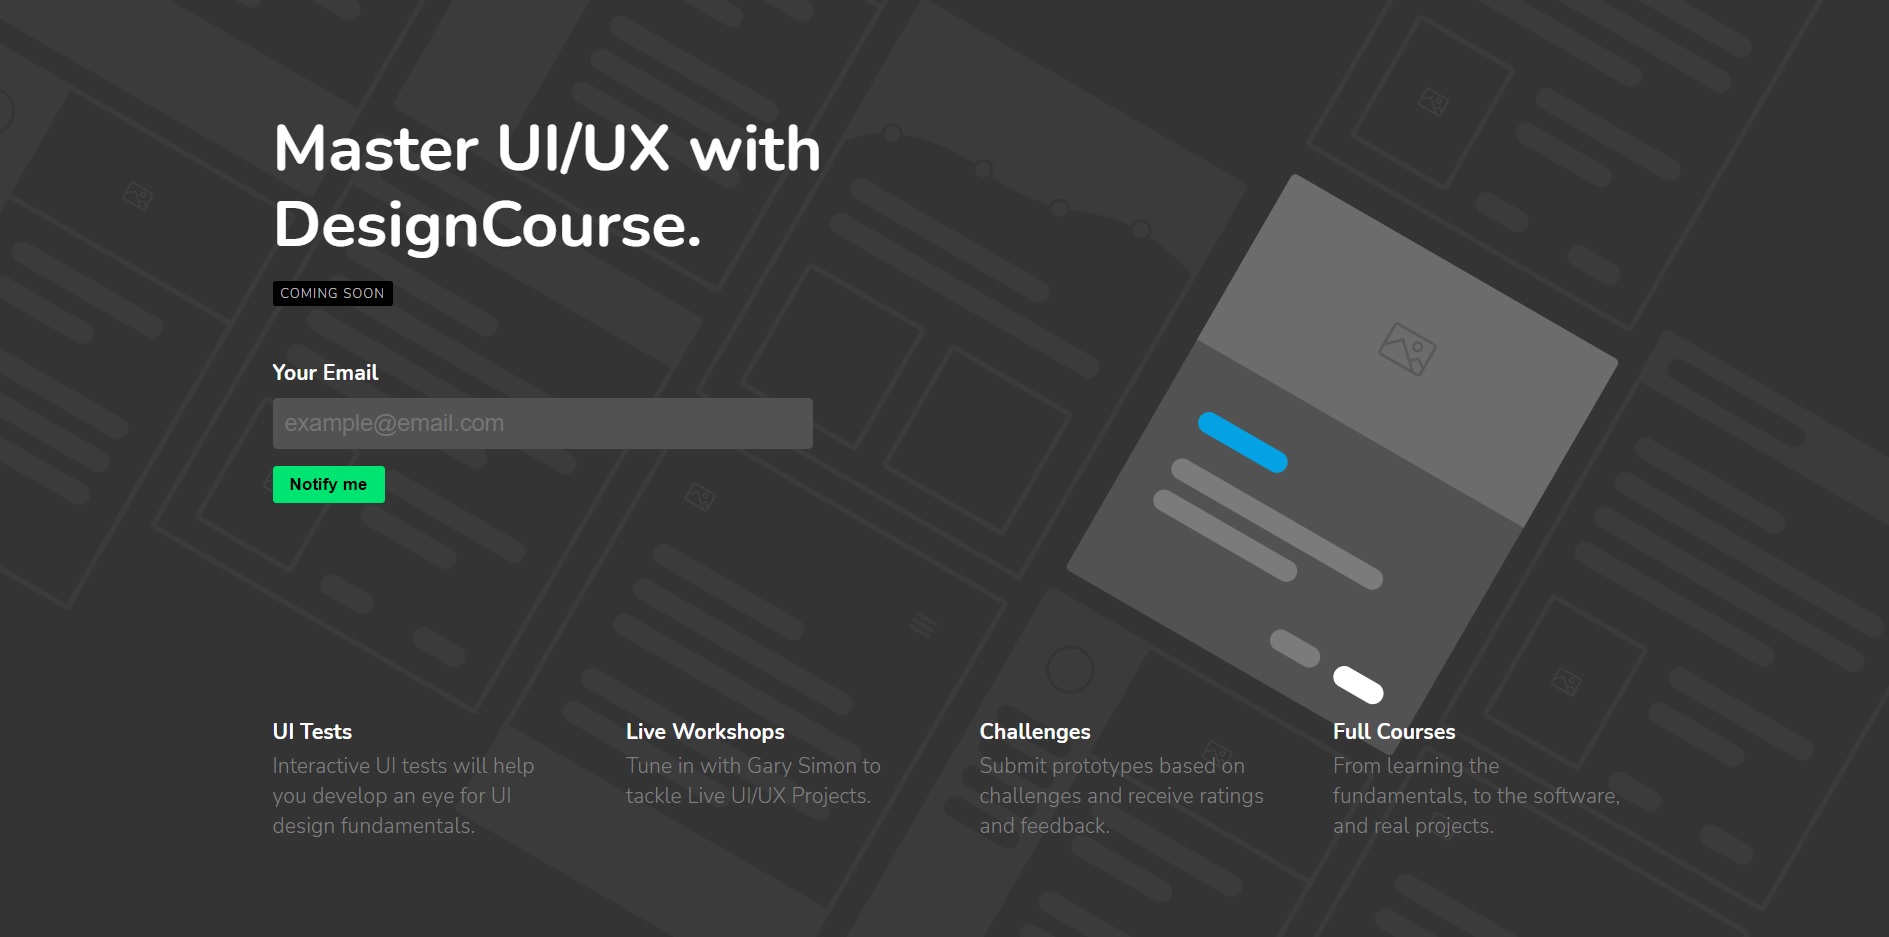 Master UI/UX with
DesignCourse.
COMING SOON
Your Email
example@email.com
Notify me
UI Tests
Interactive UI tests will help
you develop an eye for UI
design fundamentals.
Live Workshops
Tune in with Gary Simon to
tackle Live UI/UX Projects.
Challenges
Submit prototypes based on
challenges and receive ratings
and feedback.
Full Courses
From learning the
fundamentals, to the software,
and real projects.